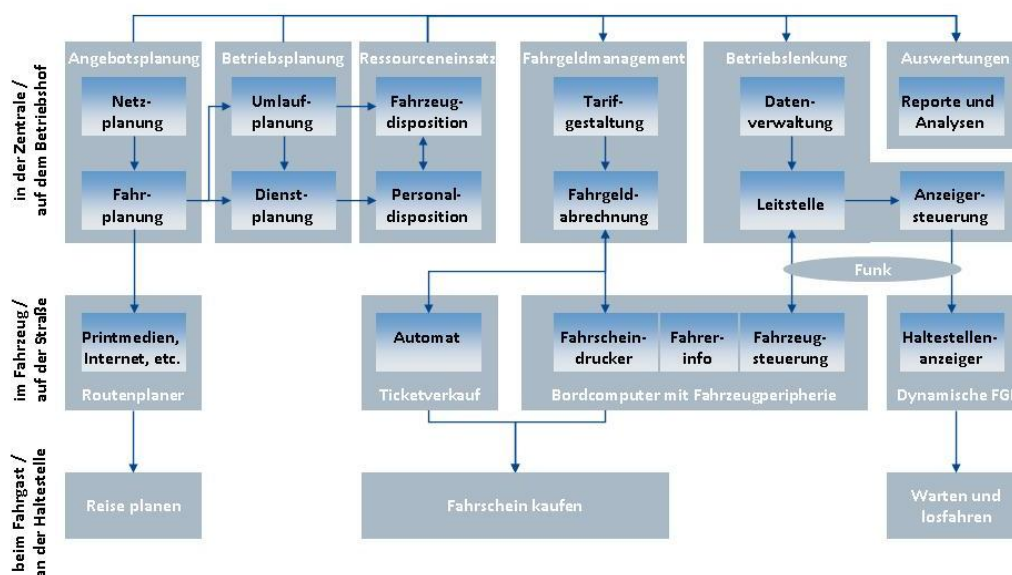 in der Zentrale /
auf dem Betriebshof
Angebotsplanung
Betriebsplanung
Ressourceneinsatz
Fahrgeldmanagement
Betriebslenkung
Auswertungen
Netz-
planung
Umlauf-
planung
Fahrzeug-
disposition
Tarif-
gestaltung
Daten-
verwaltung
Reporte und
Analysen
Fahr-
planung
Dienst-
planung
Personal-
disposition
Fahrgeld-
abrechnung
Leitstelle
Anzeiger-
steuerung
Funk
im Fahrzeug /
auf der Straße
Printmedien,
Internet, etc.
Routenplaner
Automat
Ticketverkauf
Fahrschein-
drucker
Fahrer-
info
Fahrzeug-
steuerung
Bordcomputer mit Fahrzeugperipherie
Haltestellen-
anzeiger
Dynamische FGI
beim Fahrgast /
an der Haltestelle
Reise planen
Fahrschein kaufen
Warten und
losfahren